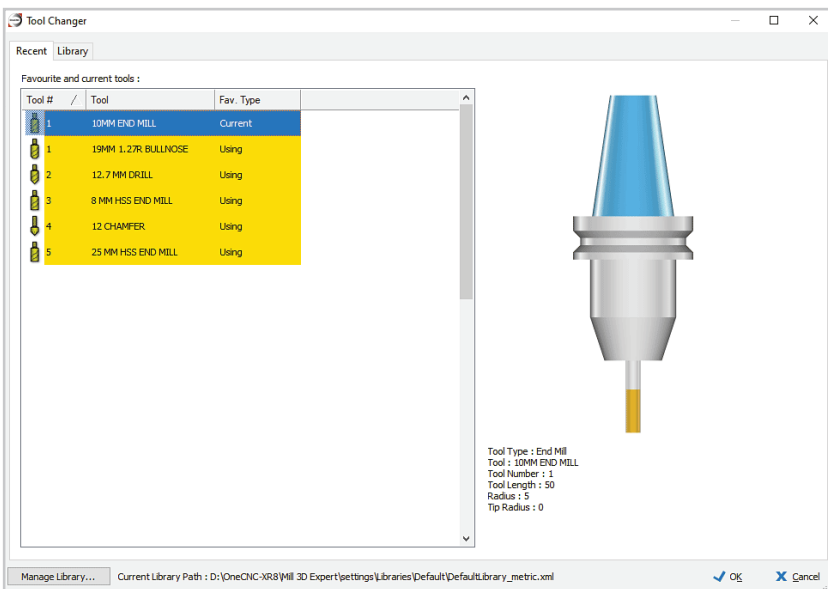 Tool Changer
Recent Library
Favourite and current tools :
Tool # / Tool Fav. Type
1 10MM END MILL Current
1 19MM 1.27R BULLNOSE Using
2 12.7 MM DRILL Using
3 8 MM HSS END MILL Using
4 12 CHAMFER Using
5 25 MM HSS END MILL Using
Tool Type : End Mill
Tool : 10MM END MILL
Tool Number : 1
Tool Length : 50
Radius : 5
Tip Radius : 0
Manage Library... Current Library Path : D:\OneCNC-XR8\Mill 3D Expert\settings\Libraries\Default\DefaultLibrary_metric.xml OK Cancel